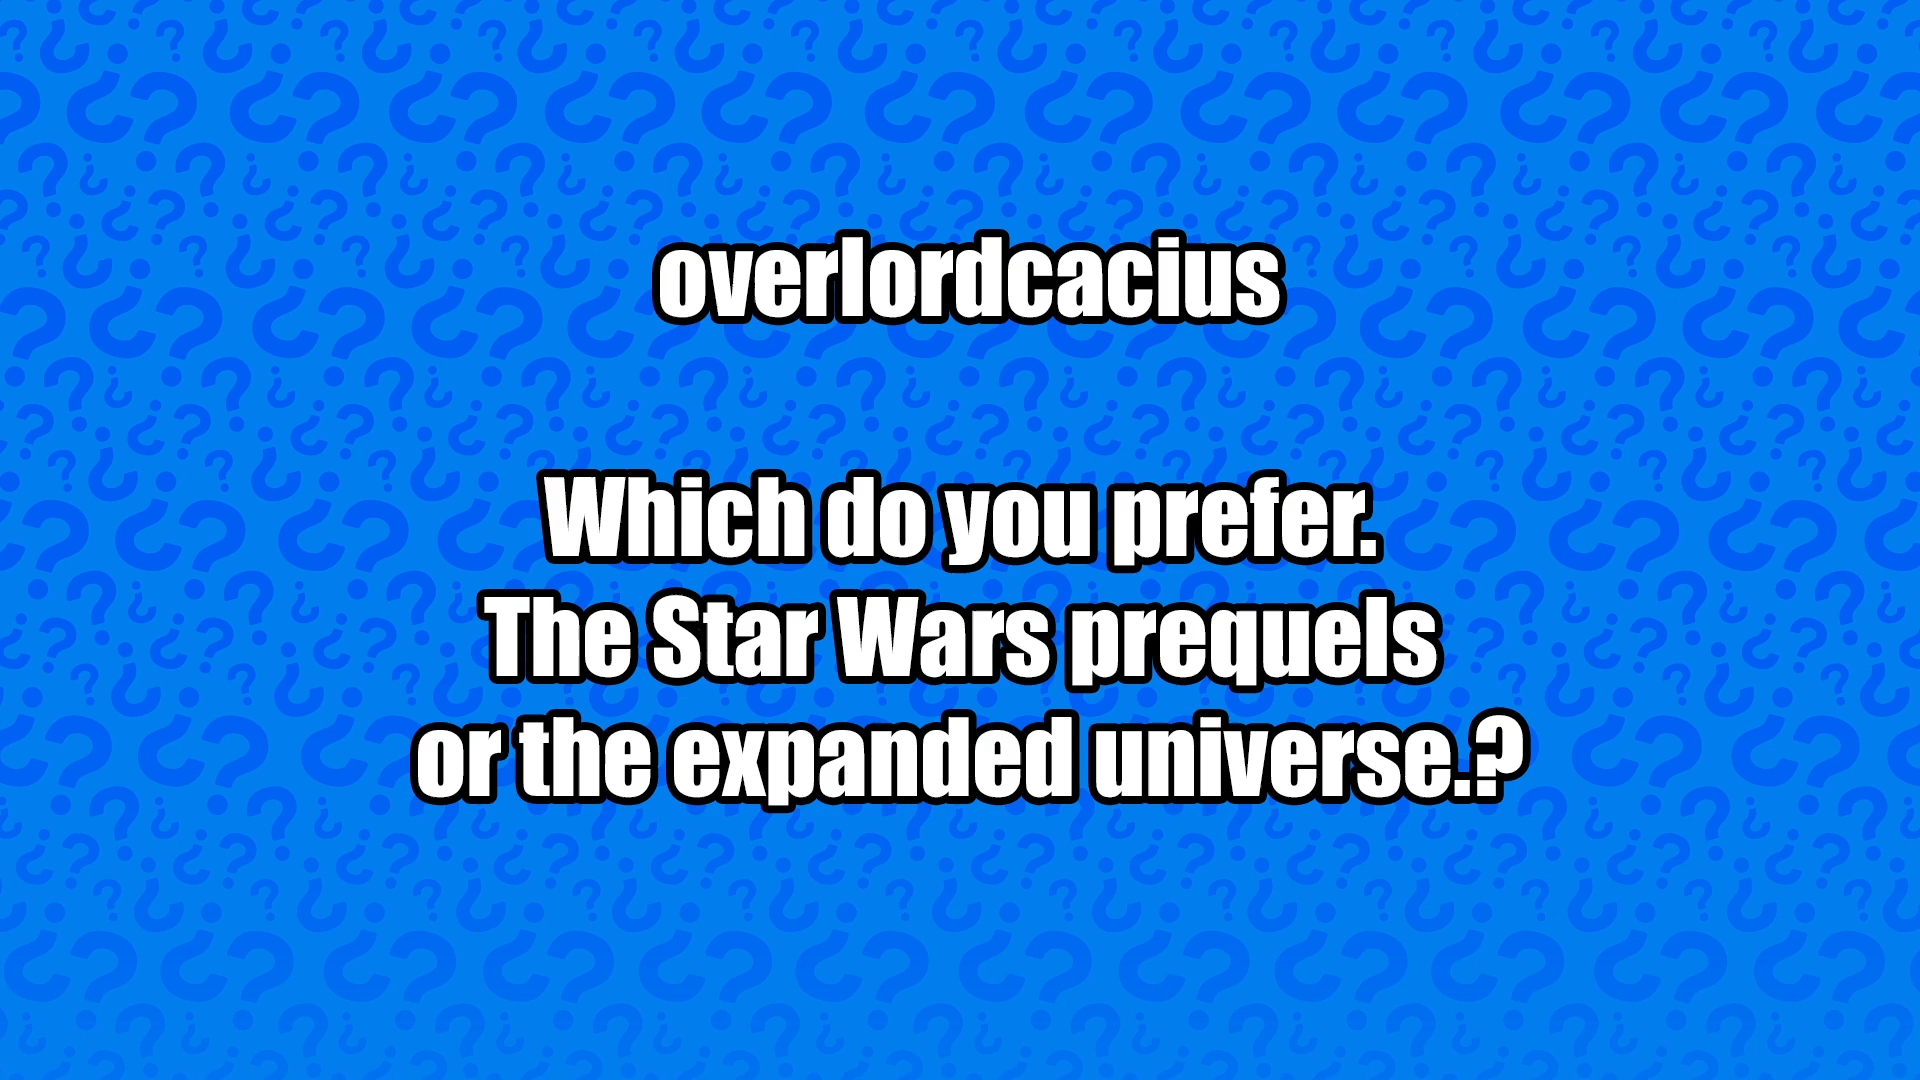 overlordcacius
Which do you prefer.
The Star Wars prequels
or the expanded universe.?